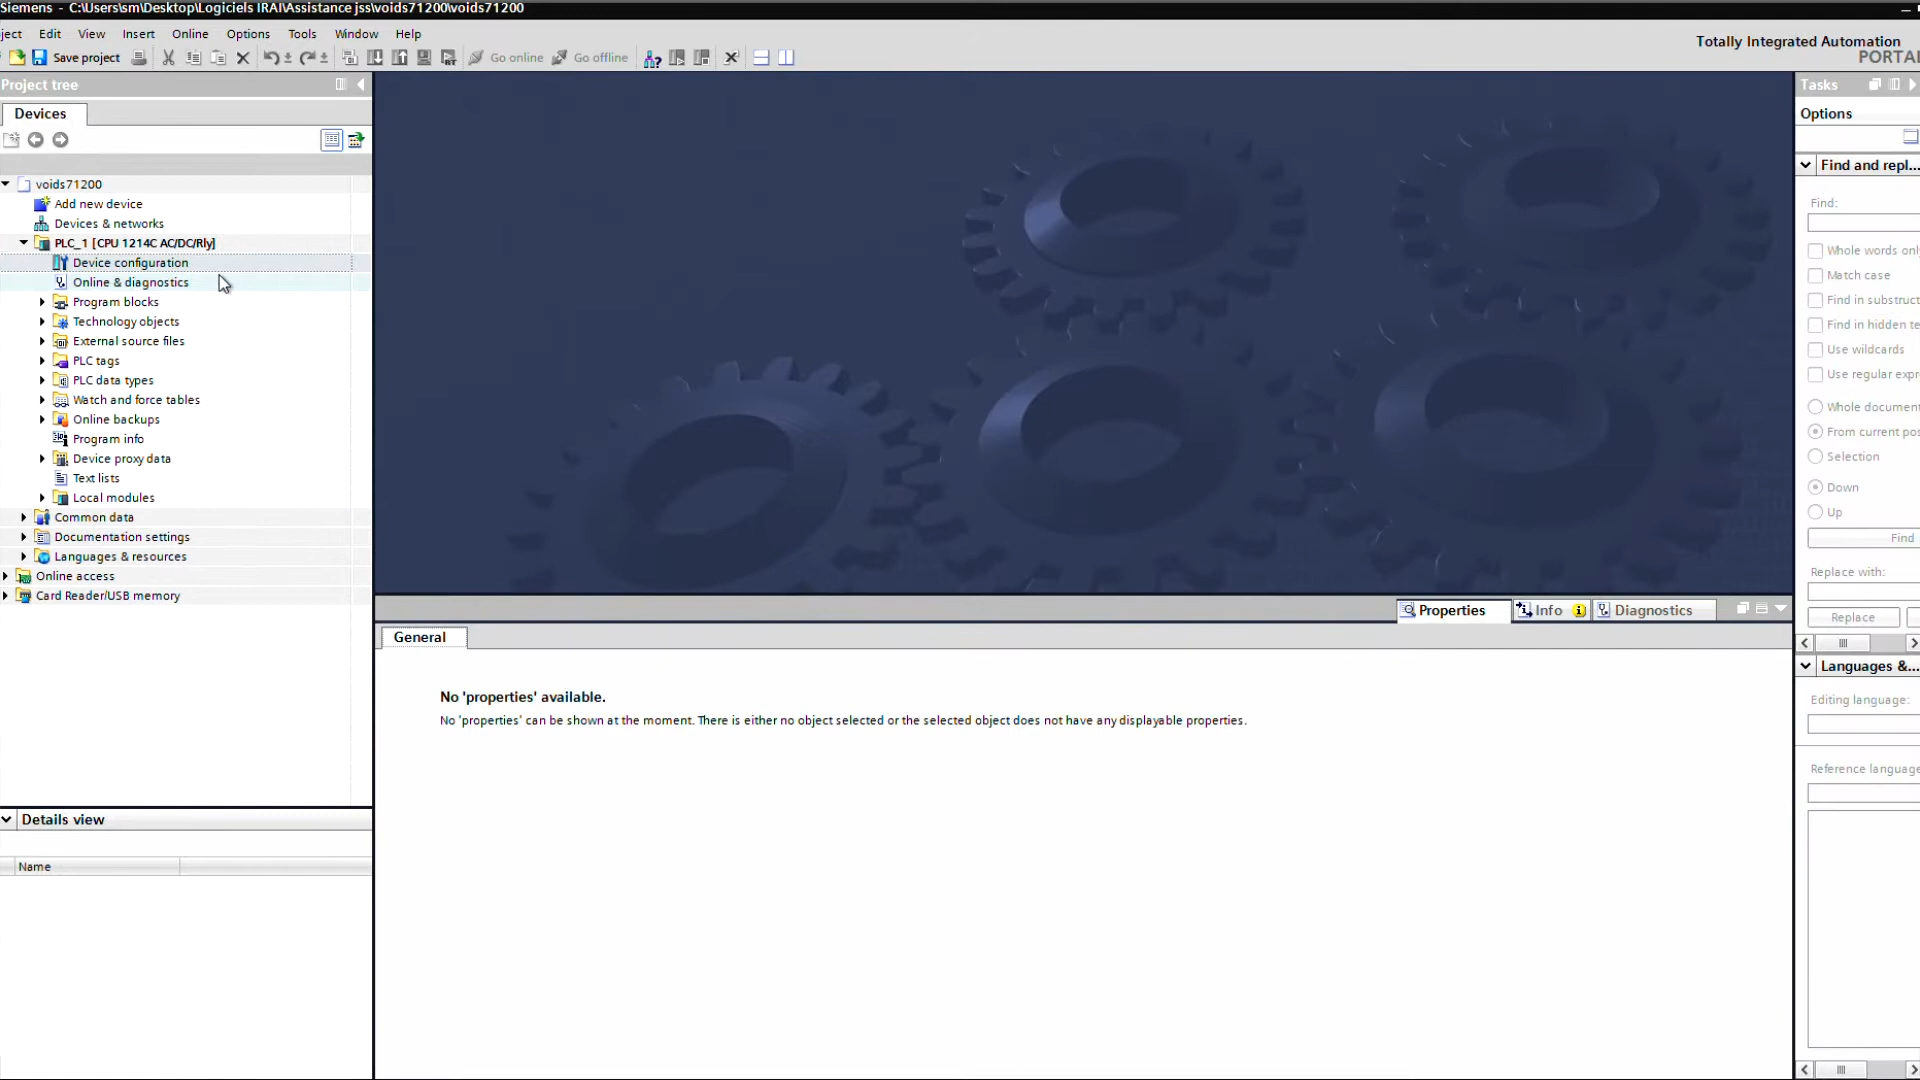 Siemens - C:\Users\sm\Desktop\Logiciels IRAI\Assistance jss\voids71200\voids71200
ject Edit View Insert Online Options Tools Window Help
Totally Integrated Automation
PORTAL
Save project Go online Go offline
Project tree
Devices
voids71200
Add new device
Devices & networks
PLC_1 [CPU 1214C AC/DC/Rly]
Device configuration
Online & diagnostics
Program blocks
Technology objects
External source files
PLC tags
PLC data types
Watch and force tables
Online backups
Program info
Device proxy data
Text lists
Local modules
Common data
Documentation settings
Languages & resources
Online access
Card Reader/USB memory
Details view
Name
Properties Info Diagnostics
General
No 'properties' available.
No 'properties' can be shown at the moment. There is either no object selected or the selected object does not have any displayable properties.
Tasks
Options
Find and repl...
Find:
Whole words only
Match case
Find in substruct
Find in hidden te
Use wildcards
Use regular expr
Whole document
From current pos
Selection
Down
Up
Find
Replace with:
Replace
Languages &...
Editing language:
Reference language